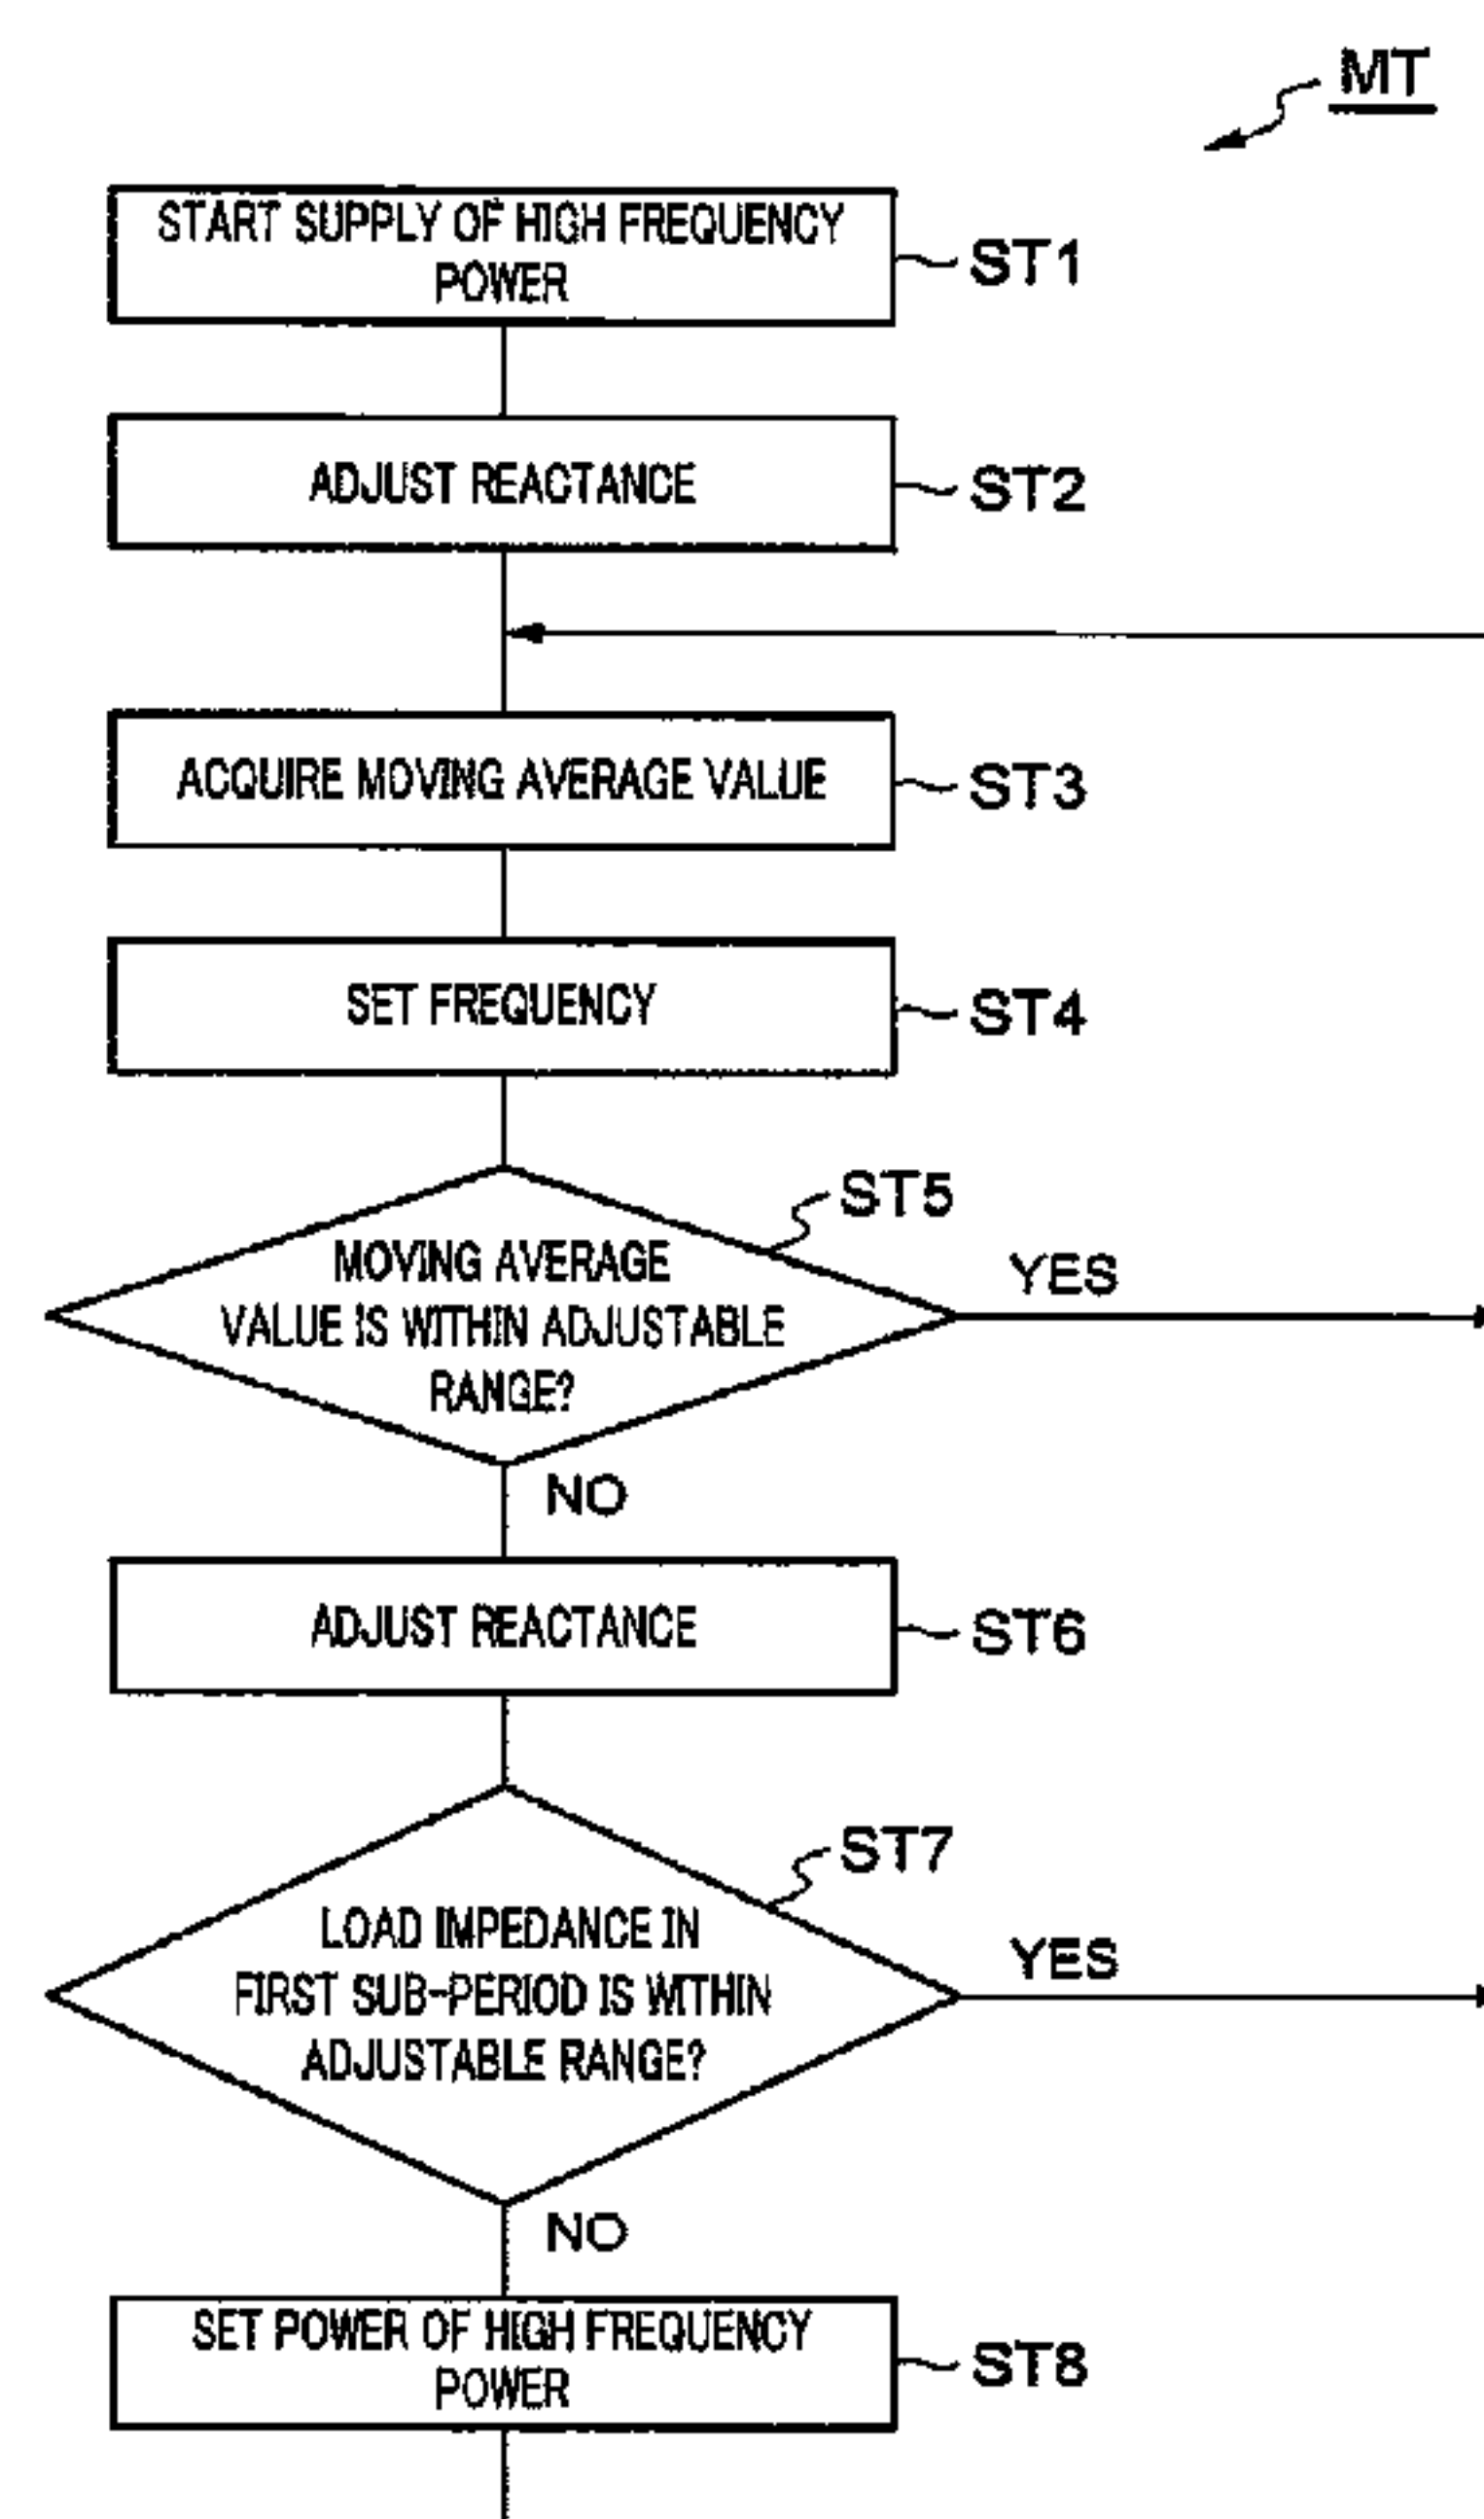 MT
START SUPPLY OF HIGH FREQUENCY
POWER
ST1
ADJUST REACTANCE
ST2
ACQUIRE MOVING AVERAGE VALUE
ST3
SET FREQUENCY
ST4
ST5
MOVING AVERAGE
VALUE IS WITHIN ADJUSTABLE
RANGE?
YES
NO
ADJUST REACTANCE
ST6
ST7
LOAD IMPEDANCE IN
FIRST SUB-PERIOD IS WITHIN
ADJUSTABLE RANGE?
YES
NO
SET POWER OF HIGH FREQUENCY
POWER
ST8